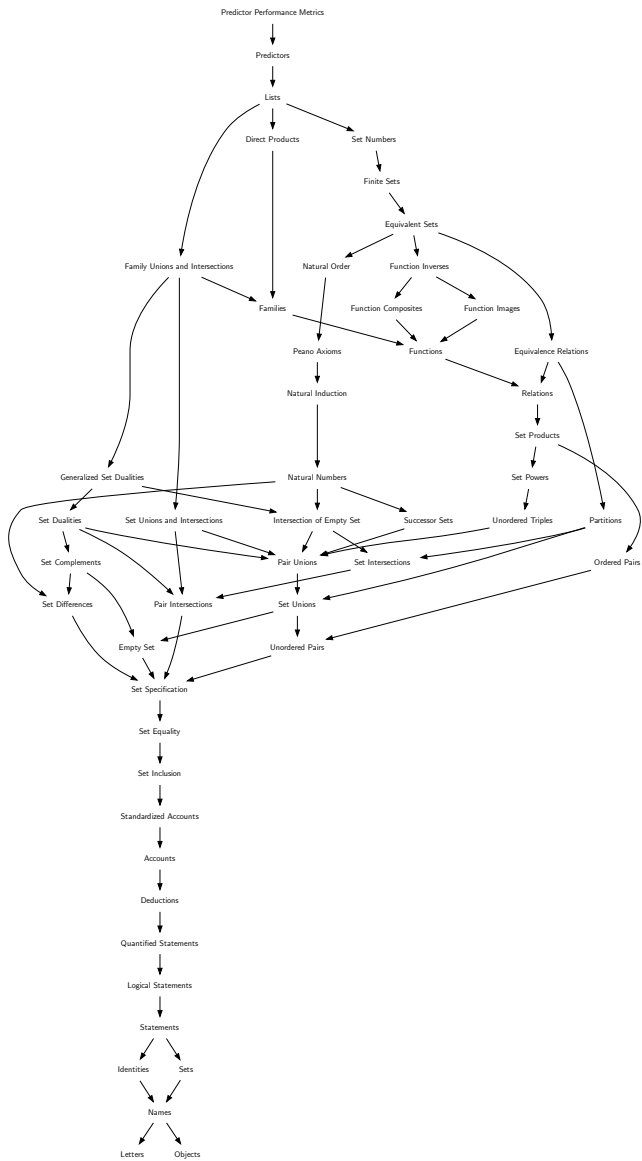 Predictor Performance Metrics
Predictors
Lists
Direct Products
Set Numbers
Finite Sets
Equivalent Sets
Family Unions and Intersections
Natural Order
Function Inverses
Families
Function Composites
Function Images
Peano Axioms
Functions
Equivalence Relations
Natural Induction
Relations
Set Products
Generalized Set Dualities
Natural Numbers
Set Powers
Set Dualities
Set Unions and Intersections
Intersection of Empty Set
Successor Sets
Unordered Triples
Partitions
Set Complements
Pair Unions
Set Intersections
Ordered Pairs
Set Differences
Pair Intersections
Set Unions
Empty Set
Unordered Pairs
Set Specification
Set Equality
Set Inclusion
Standardized Accounts
Accounts
Deductions
Quantified Statements
Logical Statements
Statements
Identities
Sets
Names
Letters
Objects